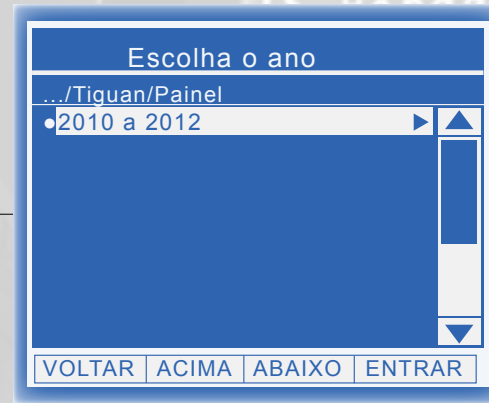 Escolha o ano
.../Tiguan/Painel
●2010 a 2012
VOLTAR ACIMA ABAIXO ENTRAR